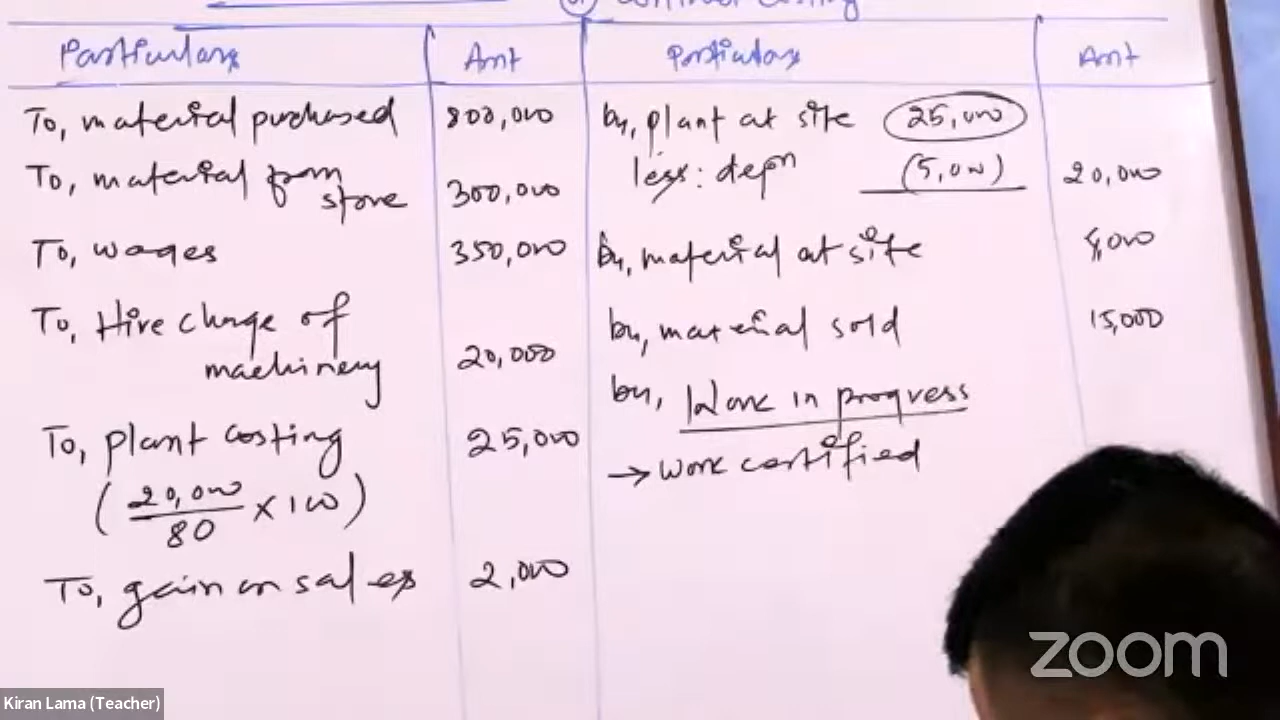 Contract Costing
Particulars Amt Particulars Amt
To, material puchased 800,000 by, plant at site 25,000
To, material from store 300,000 less: depn (5,000) 20,000
To, wages 350,000 by, material at site
To, Hire charge of machinery 20,000 by, material sold 15,000
by, Work in progress
To, plant costing 25,000
(20,000/80 × 100) → work certified
To, gain on sales 2,000
zoom
Kiran Lama (Teacher)